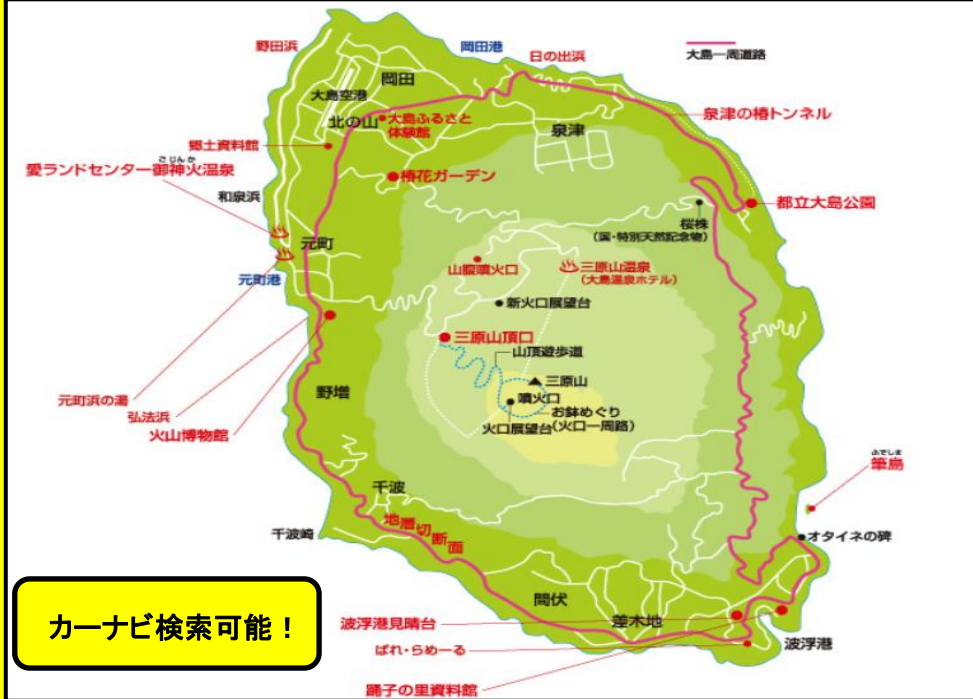 野田浜
岡田港
日の出浜
大島一周道路
岡田
大島空港
北の山
大島ふるさと
体験館
泉津
泉津の椿トンネル
郷土資料館
ごじんか
愛ランドセンター御神火温泉
椿花ガーデン
和泉浜
都立大島公園
桜株
(国・特別天然記念物)
元町
元町港
山腹噴火口
三原山温泉
(大島温泉ホテル)
新火口展望台
三原山頂口
山頂遊歩道
三原山
噴火口
お鉢めぐり
(火口一周路)
火口展望台
野増
元町浜の湯
弘法浜
火山博物館
ふでしま
筆島
千波
地層切断面
千波崎
オタイネの碑
間伏
差木地
波浮港見晴台
ぱれ・らめーる
波浮港
踊子の里資料館
カーナビ検索可能！